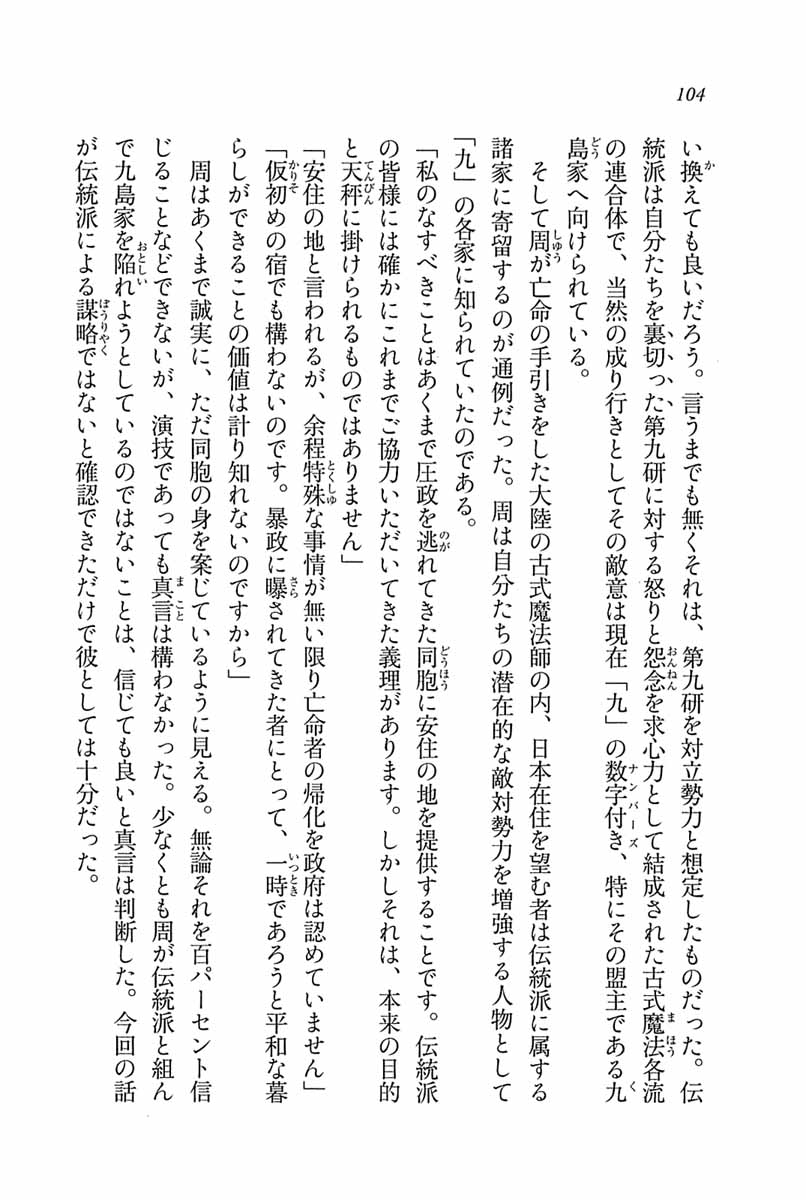 104
い換えても良いだろう。言うまでも無くそれは、第九研を対立勢力と想定したものだった。伝
統派は自分たちを裏切った第九研に対する怒りと怨念を求心力として結成された古式魔法各流
の連合体で、当然の成り行きとしてその敵意は現在「九」の数字付き、特にその盟主である九
島家へ向けられている。
そして周が亡命の手引きをした大陸の古式魔法師の内、日本在住を望む者は伝統派に属する
諸家に寄留するのが通例だった。周は自分たちの潜在的な敵対勢力を増強する人物として
「九」の各家に知られていたのである。
「私のなすべきことはあくまで圧政を逃れてきた同胞に安住の地を提供することです。伝統派
の皆様には確かにこれまでご協力いただいてきた義理があります。しかしそれは、本来の目的
と天秤に掛けられるものではありません」
「安住の地と言われるが、余程特殊な事情が無い限り亡命者の帰化を政府は認めていません」
「仮初めの宿でも構わないのです。暴政に曝されてきた者にとって、一時であろうと平和な暮
らしができることの価値は計り知れないのですから」
周はあくまで誠実に、ただ同胞の身を案じているように見える。無論それを百パーセント信
じることなどできないが、演技であっても真言は構わなかった。少なくとも周が伝統派と組ん
で九島家を陥れようとしているのではないことは、信じても良いと真言は判断した。今回の話
が伝統派による謀略ではないと確認できただけで彼としては十分だった。